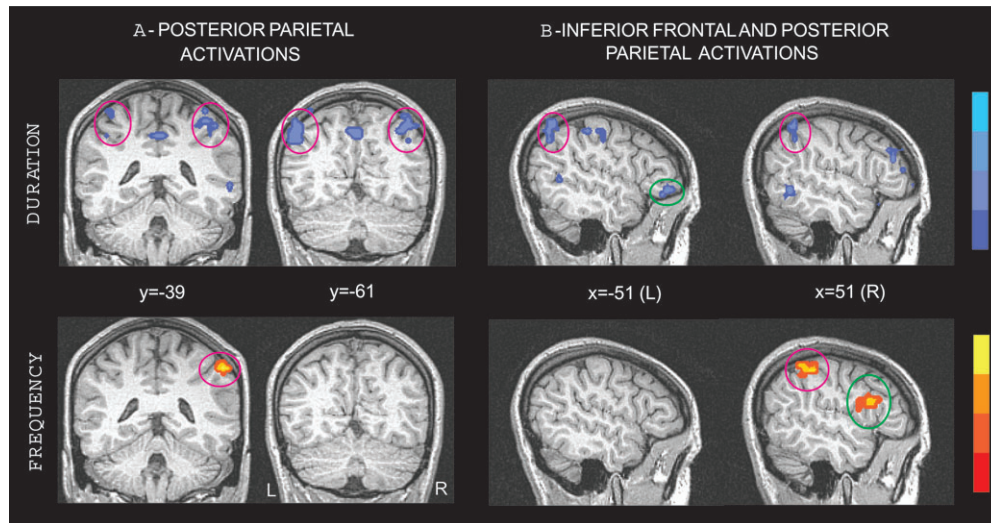 A- POSTERIOR PARIETAL
ACTIVATIONS
B-INFERIOR FRONTAL AND POSTERIOR
PARIETAL ACTIVATIONS
DURATION
y=-39
y=-61
x=-51 (L)
x=51 (R)
FREQUENCY
L
R